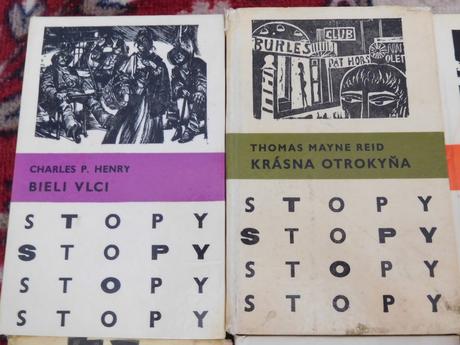 CHARLES P. HENRY
BIELI VLCI
STOPY
STOPY
STOPY
STOPY
BURLES
CLUB
PAT HORS
OLET
THOMAS MAYNE REID
KRÁSNA OTROKYŇA
STOPY
STOPY
STOPY
STOPY